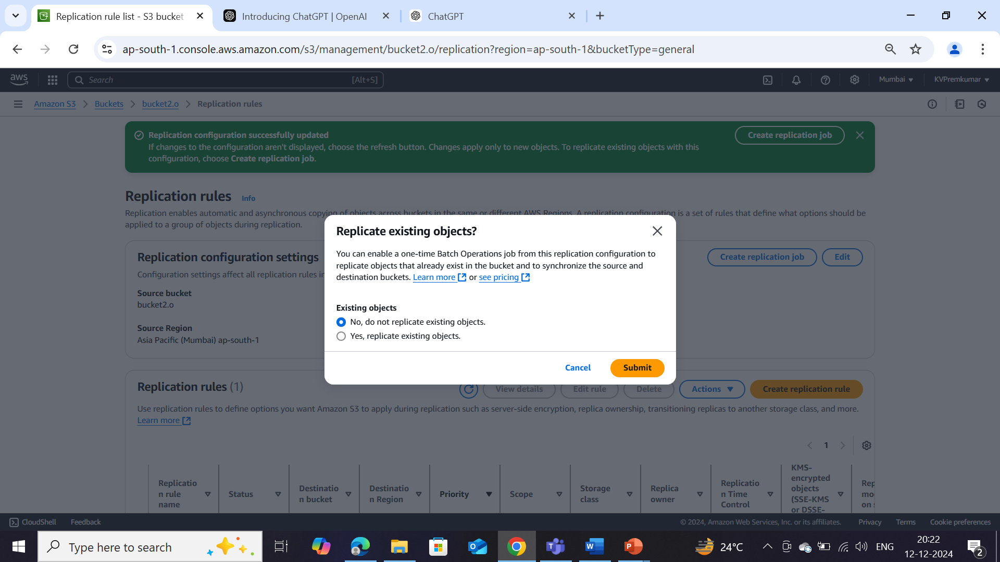 Replication rule list - S3 bucket
Introducing ChatGPT | OpenAI
ChatGPT
ap-south-1.console.aws.amazon.com/s3/management/bucket2.o/replication?region=ap-south-1&bucketType=general
aws
Search
[Alt+S]
Mumbai
KVPremkumar
Amazon S3
Buckets
bucket2.o
Replication rules
Replication configuration successfully updated
If changes to the configuration aren't displayed, choose the refresh button. Changes apply only to new objects. To replicate existing objects with this
configuration, choose Create replication job.
Create replication job
Replication rules
Info
Replication enables automatic and asynchronous copying of objects across buckets in the same or different AWS Regions. A replication configuration is a set of rules that define what options should be
applied to a group of objects during replication.
Replication configuration settings
Create replication job
Edit
Configuration settings affect all replication rules in
Source bucket
bucket2.o
Source Region
Asia Pacific (Mumbai) ap-south-1
Replicate existing objects?
You can enable a one-time Batch Operations job from this replication configuration to
replicate objects that already exist in the bucket and to synchronize the source and
destination buckets. Learn more or see pricing
Existing objects
No, do not replicate existing objects.
Yes, replicate existing objects.
Cancel
Submit
Replication rules (1)
View details
Edit rule
Delete
Actions
Create replication rule
Use replication rules to define options you want Amazon S3 to apply during replication such as server-side encryption, replica ownership, transitioning replicas to another storage class, and more.
Learn more
1
Replicatio
n rule
name
Status
Destinatio
n bucket
Destinatio
n Region
Priority
Scope
Storage
class
Replica
owner
Replicatio
n Time
Control
KMS-
encrypted
objects
(SSE-KMS
or DSSE-
CloudShell
Feedback
© 2024, Amazon Web Services, Inc. or its affiliates.
Privacy
Terms
Cookie preferences
Type here to search
24°C
ENG
20:22
12-12-2024
2